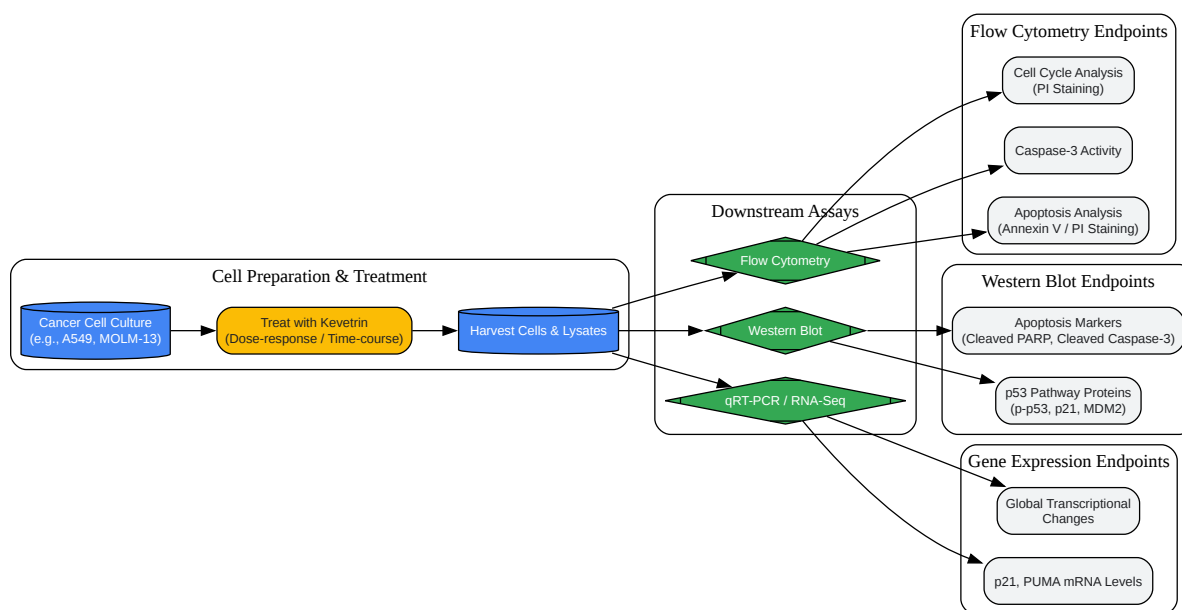 Cell Preparation & Treatment
Cancer Cell Culture
(e.g., A549, MOLM-13)
Treat with Kevetrin
(Dose-response / Time-course)
Harvest Cells & Lysates
Downstream Assays
Flow Cytometry
Western Blot
qRT-PCR / RNA-Seq
Flow Cytometry Endpoints
Cell Cycle Analysis
(PI Staining)
Caspase-3 Activity
Apoptosis Analysis
(Annexin V / PI Staining)
Western Blot Endpoints
Apoptosis Markers
(Cleaved PARP, Cleaved Caspase-3)
p53 Pathway Proteins
(p-p53, p21, MDM2)
Gene Expression Endpoints
Global Transcriptional
Changes
p21, PUMA mRNA Levels